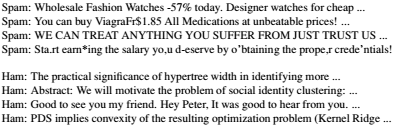 Spam: Wholesale Fashion Watches -57% today. Designer watches for cheap ...
Spam: You can buy ViagraFr$1.85 All Medications at unbeatable prices! ...
Spam: WE CAN TREAT ANYTHING YOU SUFFER FROM JUST TRUST US ...
Spam: Sta.rt earn*ing the salary yo,u d-eserve by o'btaining the prope,r crede'ntials!
Ham: The practical significance of hypertree width in identifying more ...
Ham: Abstract: We will motivate the problem of social identity clustering: ...
Ham: Good to see you my friend. Hey Peter, It was good to hear from you. ...
Ham: PDS implies convexity of the resulting optimization problem (Kernel Ridge ...